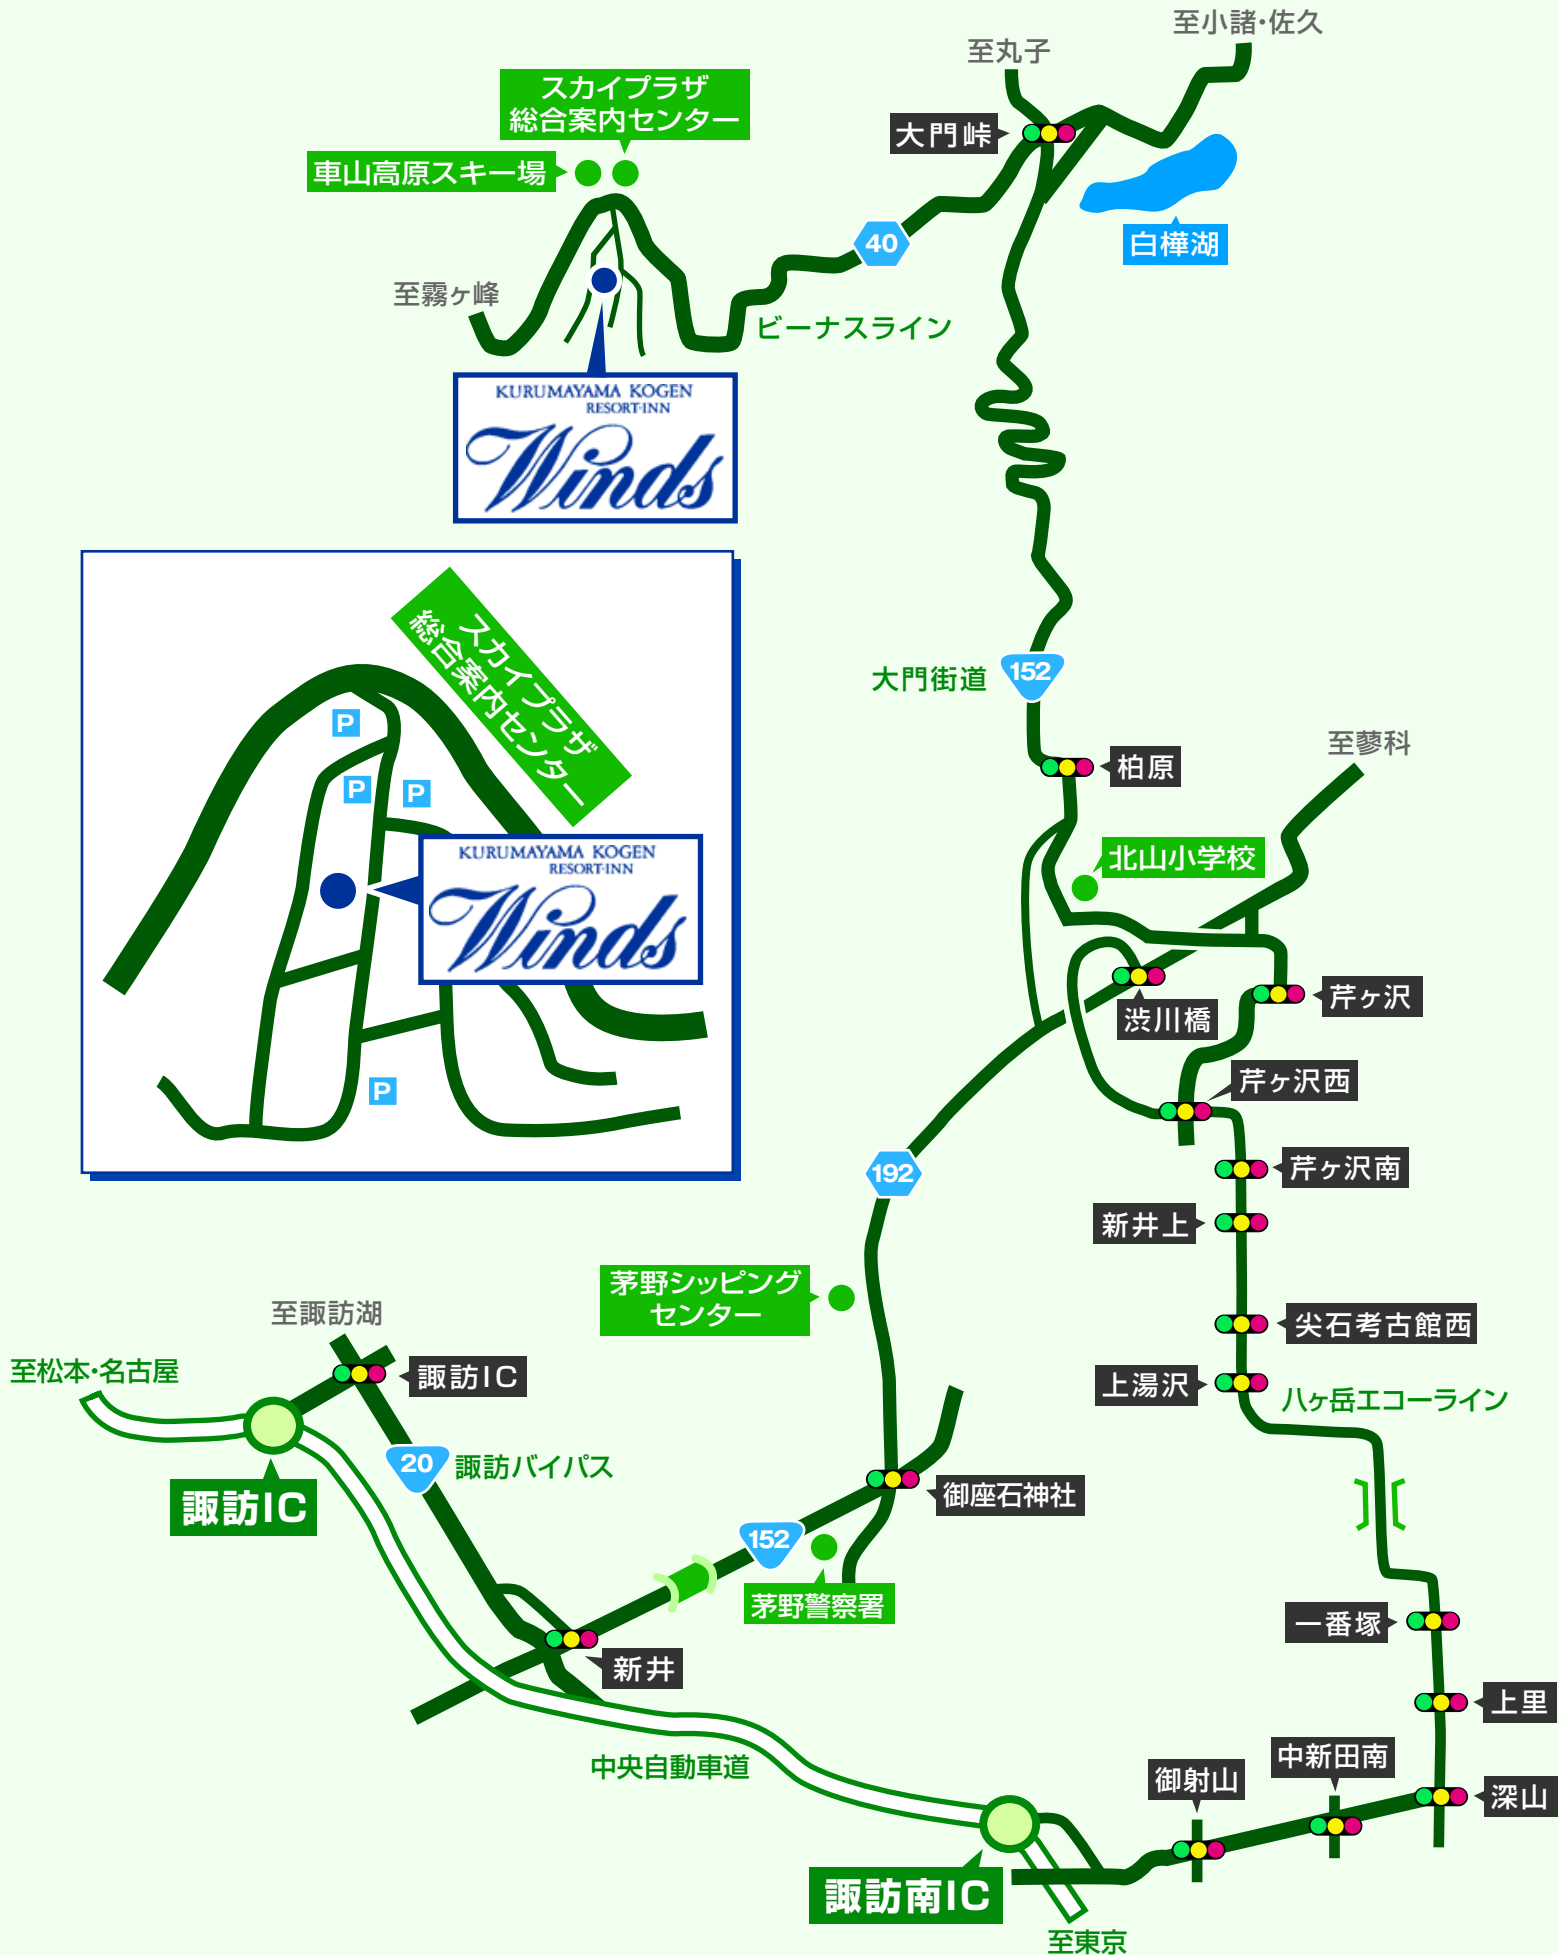 至小諸・佐久
至丸子
スカイプラザ
総合案内センター
大門峠
車山高原スキー場
白樺湖
40
至霧ヶ峰
ビーナスライン
KURUMAYAMA KOGEN
RESORT-INN
Winds
スカイプラザ
総合案内センター
大門街道
152
P
至蓼科
柏原
P
P
北山小学校
KURUMAYAMA KOGEN
RESORT-INN
Winds
芹ヶ沢
渋川橋
芹ヶ沢西
P
192
芹ヶ沢南
新井上
茅野シッピング
センター
至諏訪湖
尖石考古館西
至松本・名古屋
諏訪IC
上湯沢
八ヶ岳エコーライン
20
諏訪バイパス
諏訪IC
御座石神社
152
茅野警察署
一番塚
新井
上里
中央自動車道
中新田南
御射山
深山
諏訪南IC
至東京